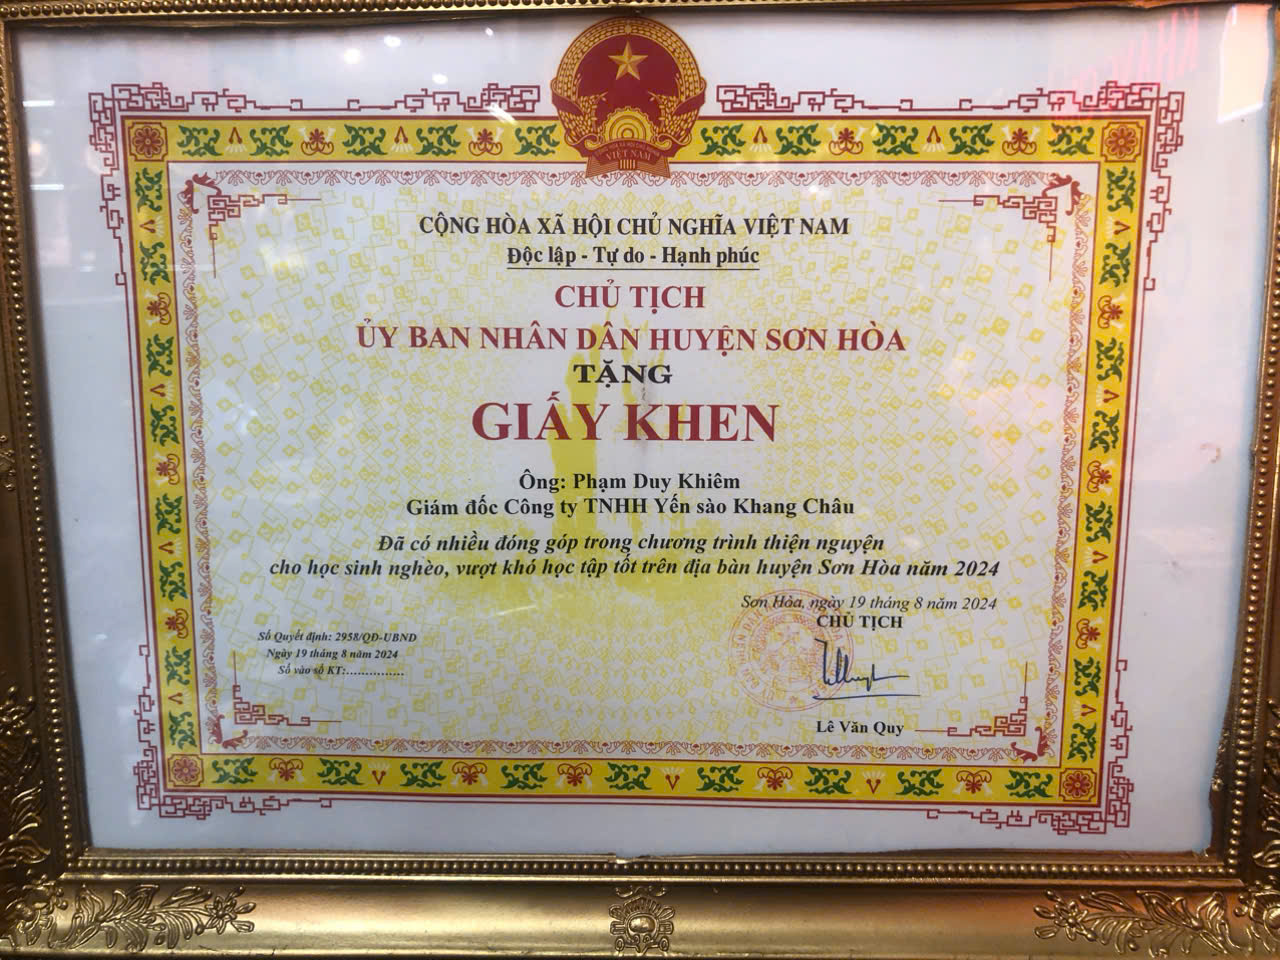 VIỆT NAM
CỘNG HÒA XÃ HỘI CHỦ NGHĨA VIỆT NAM
Độc lập - Tự do - Hạnh phúc
CHỦ TỊCH
ỦY BAN NHÂN DÂN HUYỆN SƠN HÒA
TẶNG
GIẤY KHEN
Ông: Phạm Duy Khiêm
Giám đốc Công ty TNHH Yến sào Khang Châu
Đã có nhiều đóng góp trong chương trình thiện nguyện
cho học sinh nghèo, vượt khó học tập tốt trên địa bàn huyện Sơn Hòa năm 2024
Sơn Hòa, ngày 19 tháng 8 năm 2024
CHỦ TỊCH
Số Quyết định: 2958/QĐ-UBND
Ngày 19 tháng 8 năm 2024
Số vào sổ KT:................
Lê Văn Quy